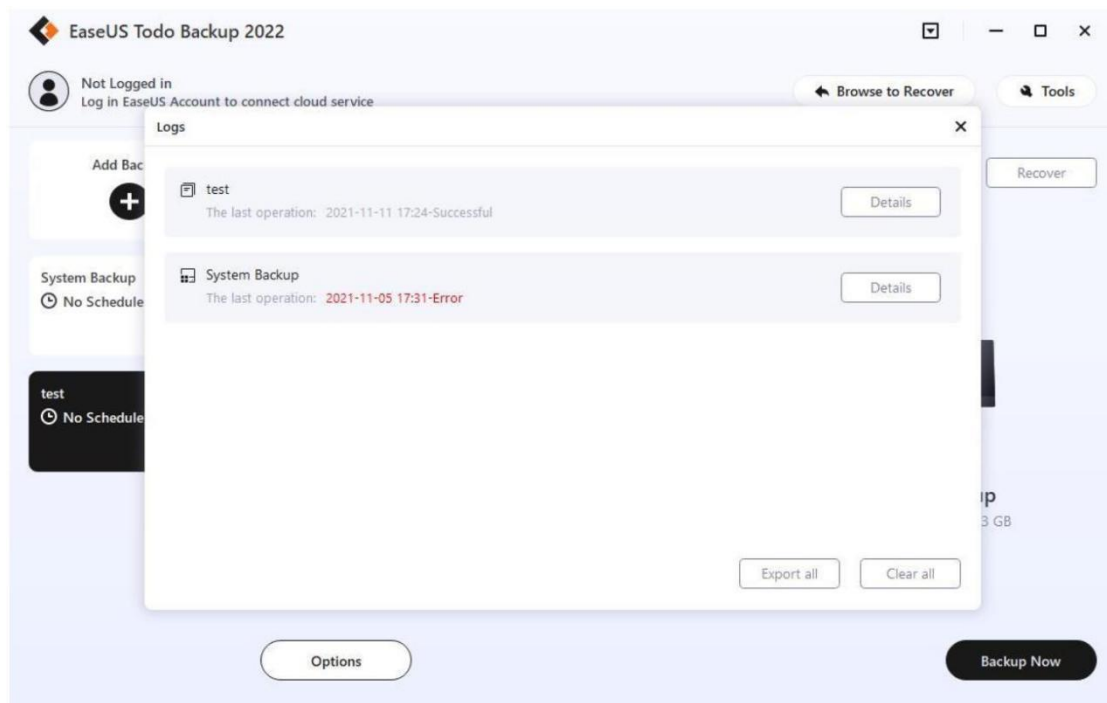 EaseUS Todo Backup 2022
Not Logged in
Log in EaseUS Account to connect cloud service
Browse to Recover
Tools
Logs
Add Bac
Recover
test
The last operation: 2021-11-11 17:24-Successful
Details
System Backup
No Schedule
System Backup
The last operation: 2021-11-05 17:31-Error
Details
test
No Schedule
up
3 GB
Export all
Clear all
Options
Backup Now